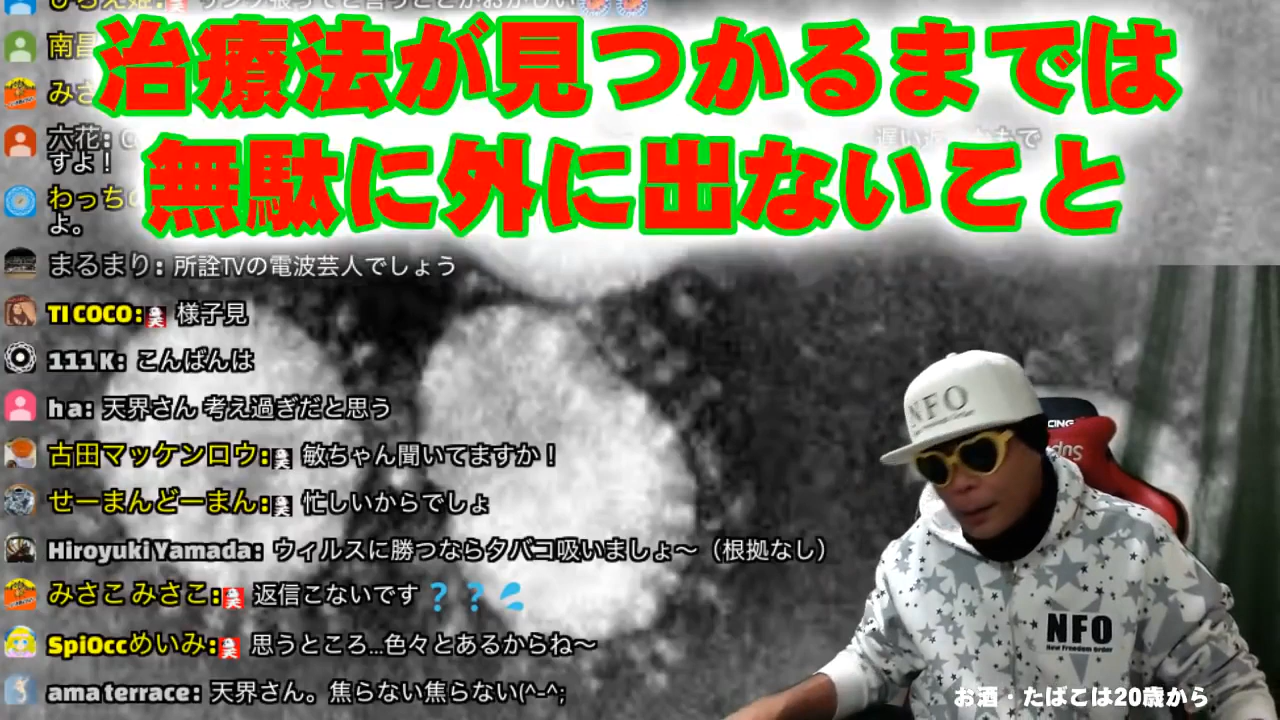 治療法が見つかるまでは
無駄に外に出ないこと
南昌
みさ
六花:
すよ！
わっちの
よ。
まるまり: 所詮TVの電波芸人でしょう
TI COCO: 様子見
111 K: こんばんは
h a: 天界さん 考え過ぎだと思う
古田マッケンロウ: 敏ちゃん聞いてますか！
せーまんどーまん: 忙しいからでしょ
Hiroyuki Yamada: ウィルスに勝つならタバコ吸いましょ〜（根拠なし）
みさこ みさこ: 返信こないです❓❓💦
SpiOccめいみ: 思うところ...色々とあるからね〜
ama terrace: 天界さん。焦らない焦らない(^-^;
NFO
NFO
New Freedom Order
お酒・たばこは20歳から